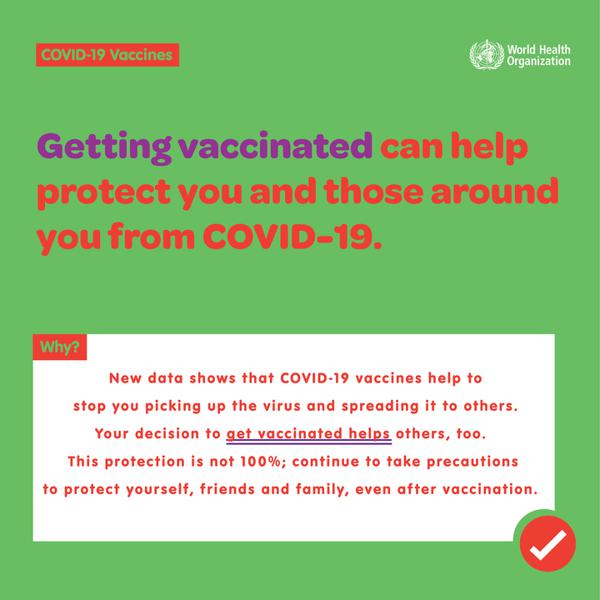 COVID-19 Vaccines
World Health
Organization
Getting vaccinated can help
protect you and those around
you from COVID-19.
Why?
New data shows that COVID-19 vaccines help to
stop you picking up the virus and spreading it to others.
Your decision to get vaccinated helps others, too.
This protection is not 100%; continue to take precautions
to protect yourself, friends and family, even after vaccination.